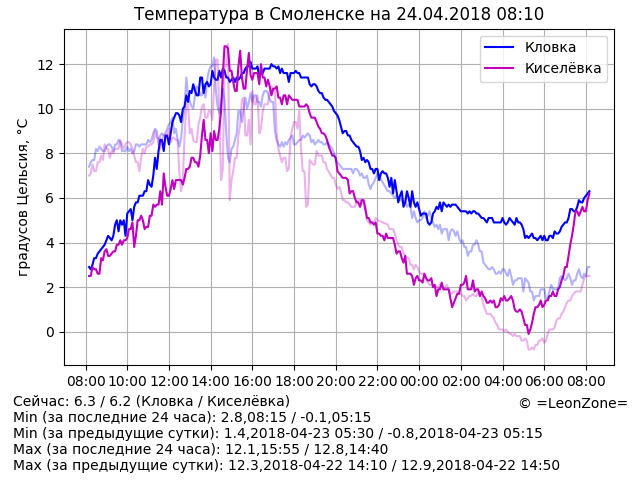 Температура в Смоленске на 24.04.2018 08:10
Кловка
Киселёвка
градусов Цельсия, °C
12
10
8
6
4
2
0
08:00 10:00 12:00 14:00 16:00 18:00 20:00 22:00 00:00 02:00 04:00 06:00 08:00
Сейчас: 6.3 / 6.2 (Кловка / Киселёвка)
© =LeonZone=
Min (за последние 24 часа): 2.8,08:15 / -0.1,05:15
Min (за предыдущие сутки): 1.4,2018-04-23 05:30 / -0.8,2018-04-23 05:15
Max (за последние 24 часа): 12.1,15:55 / 12.8,14:40
Max (за предыдущие сутки): 12.3,2018-04-22 14:10 / 12.9,2018-04-22 14:50